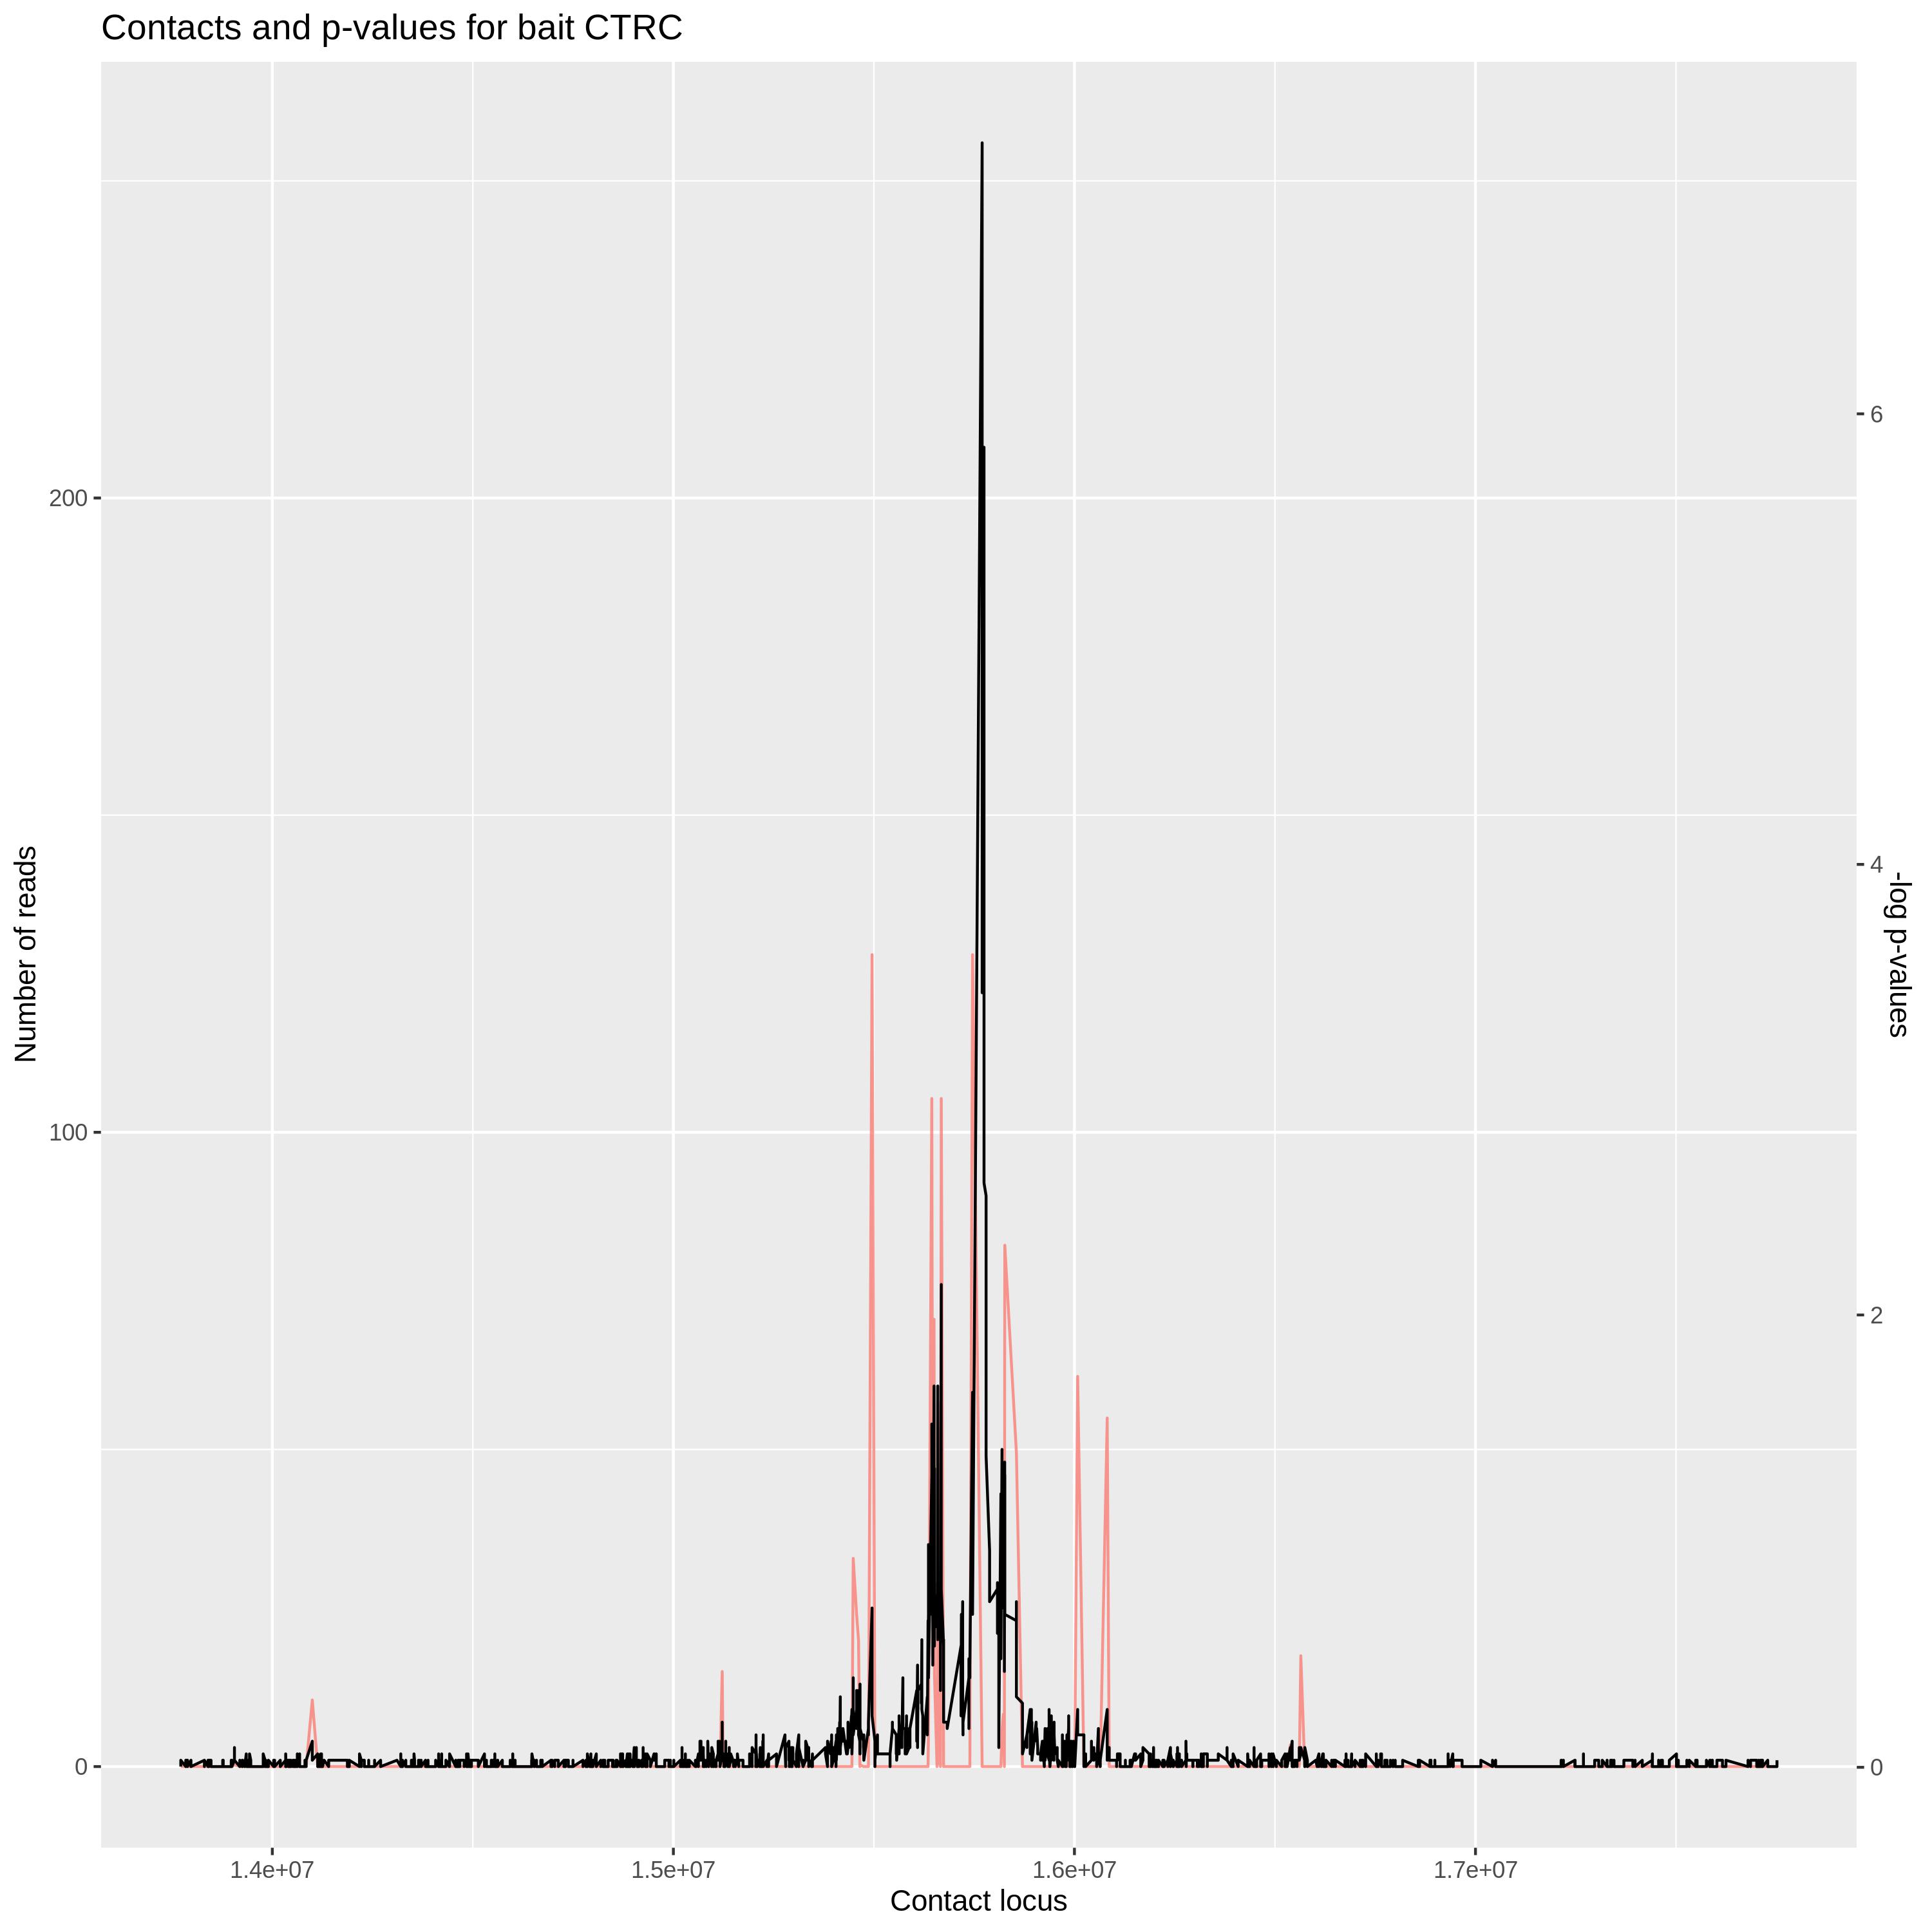 Contacts and p-values for bait CTRC
Number of reads
200
100
0
6
4
2
0
-log p-values
1.4e+07
1.5e+07
1.6e+07
1.7e+07
Contact locus